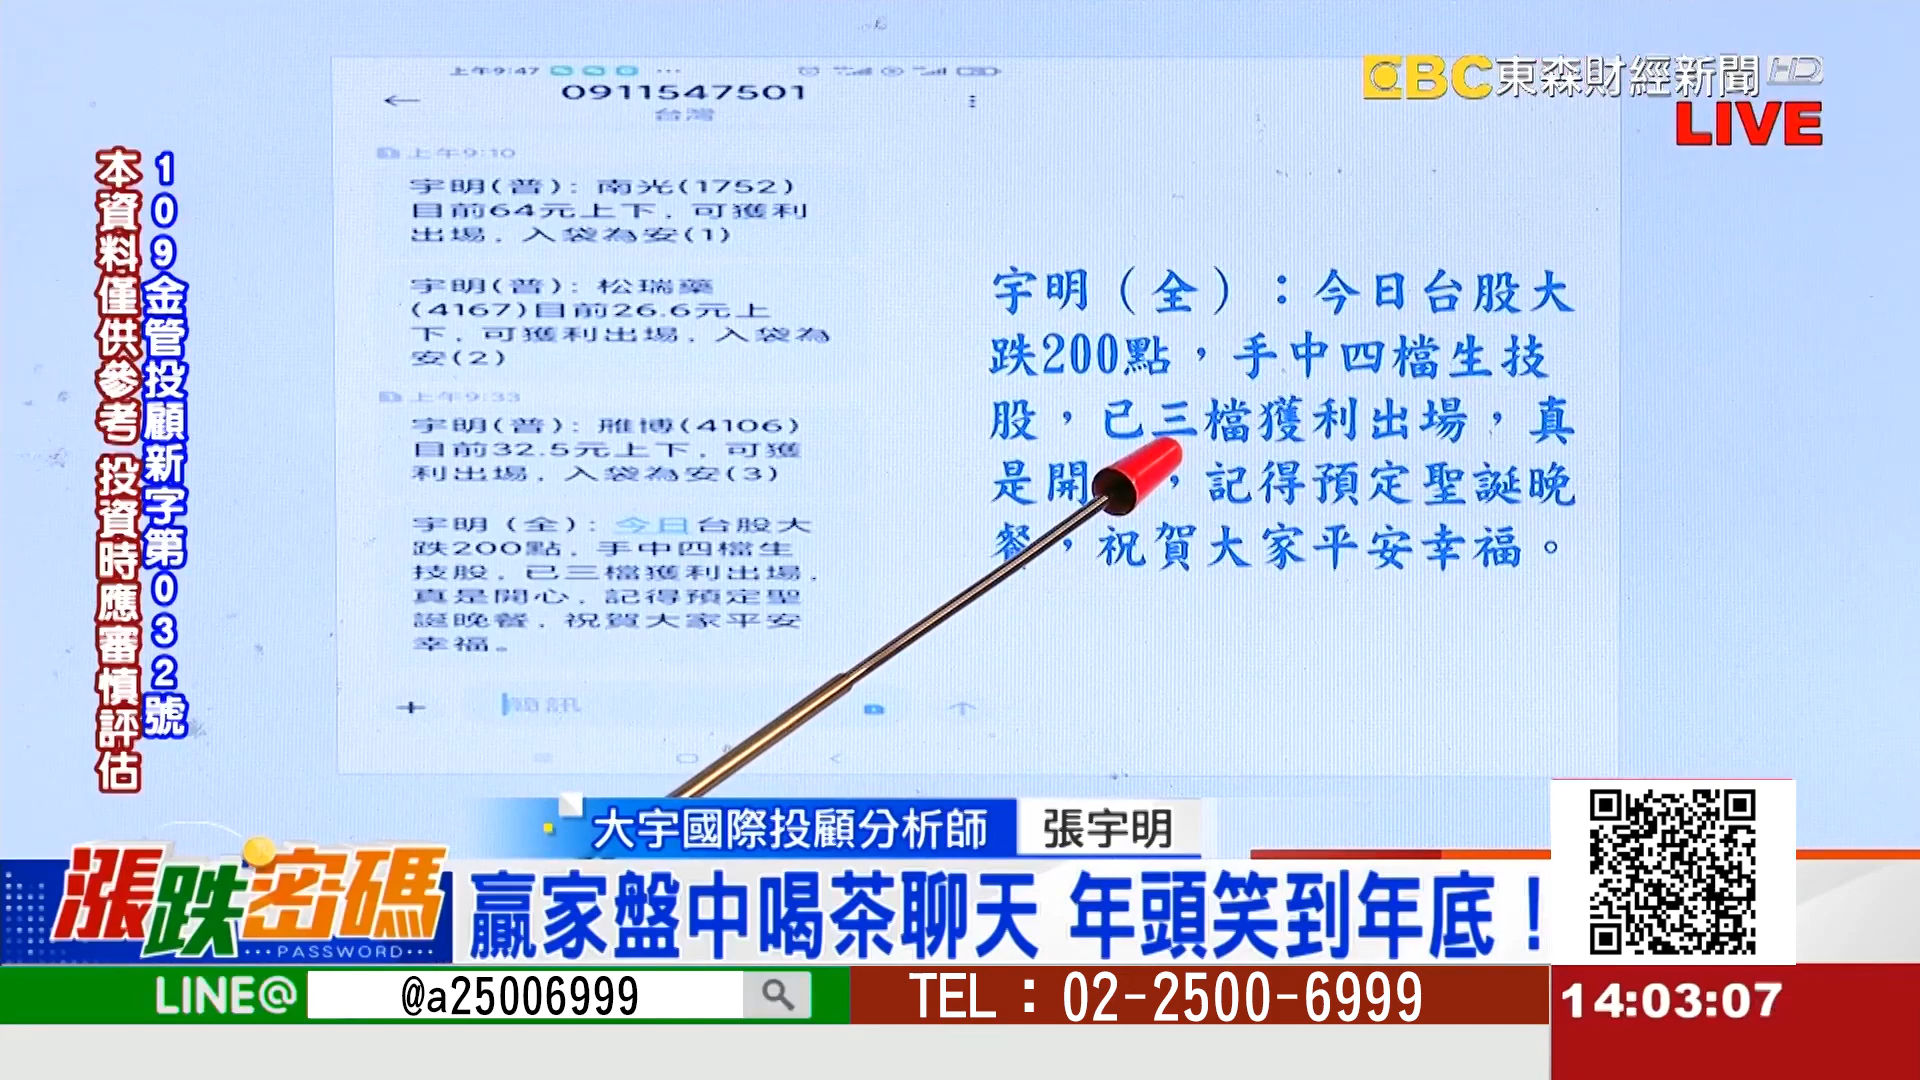 上午9:47
0911547501
台灣
上午9:10
宇明(普): 南光(1752)
目前64元上下, 可獲利
出場, 入袋為安(1)
宇明(普): 松瑞藥
(4167)目前26.6元上
下, 可獲利出場, 入袋為
安(2)
上午9:33
宇明(普): 雅博(4106)
目前32.5元上下, 可獲
利出場, 入袋為安(3)
宇明 (全): 今日台股大
跌200點, 手中四檔生
技股, 已三檔獲利出場,
真是開心, 記得預定聖
誕晚餐, 祝賀大家平安
幸福。
簡訊
宇明（全）：今日台股大
跌200點，手中四檔生技
股，已三檔獲利出場，真
是開，記得預定聖誕晚
餐，祝賀大家平安幸福。
EBC東森財經新聞HD
LIVE
109金管投顧新字第032號
本資料僅供參考 投資時應審慎評估
大宇國際投顧分析師 張宇明
漲跌密碼
PASSWORD
贏家盤中喝茶聊天 年頭笑到年底！
LINE@ @a25006999
TEL：02-2500-6999
14:03:07